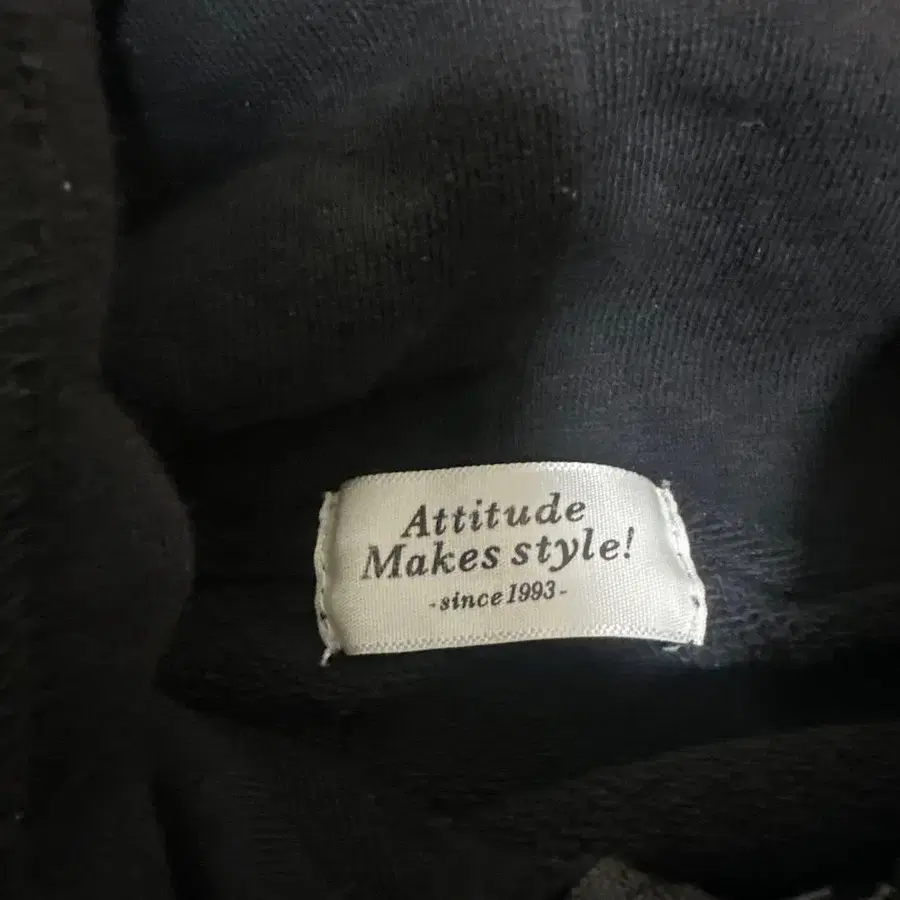 Attitude
Makes style!
-since 1993-